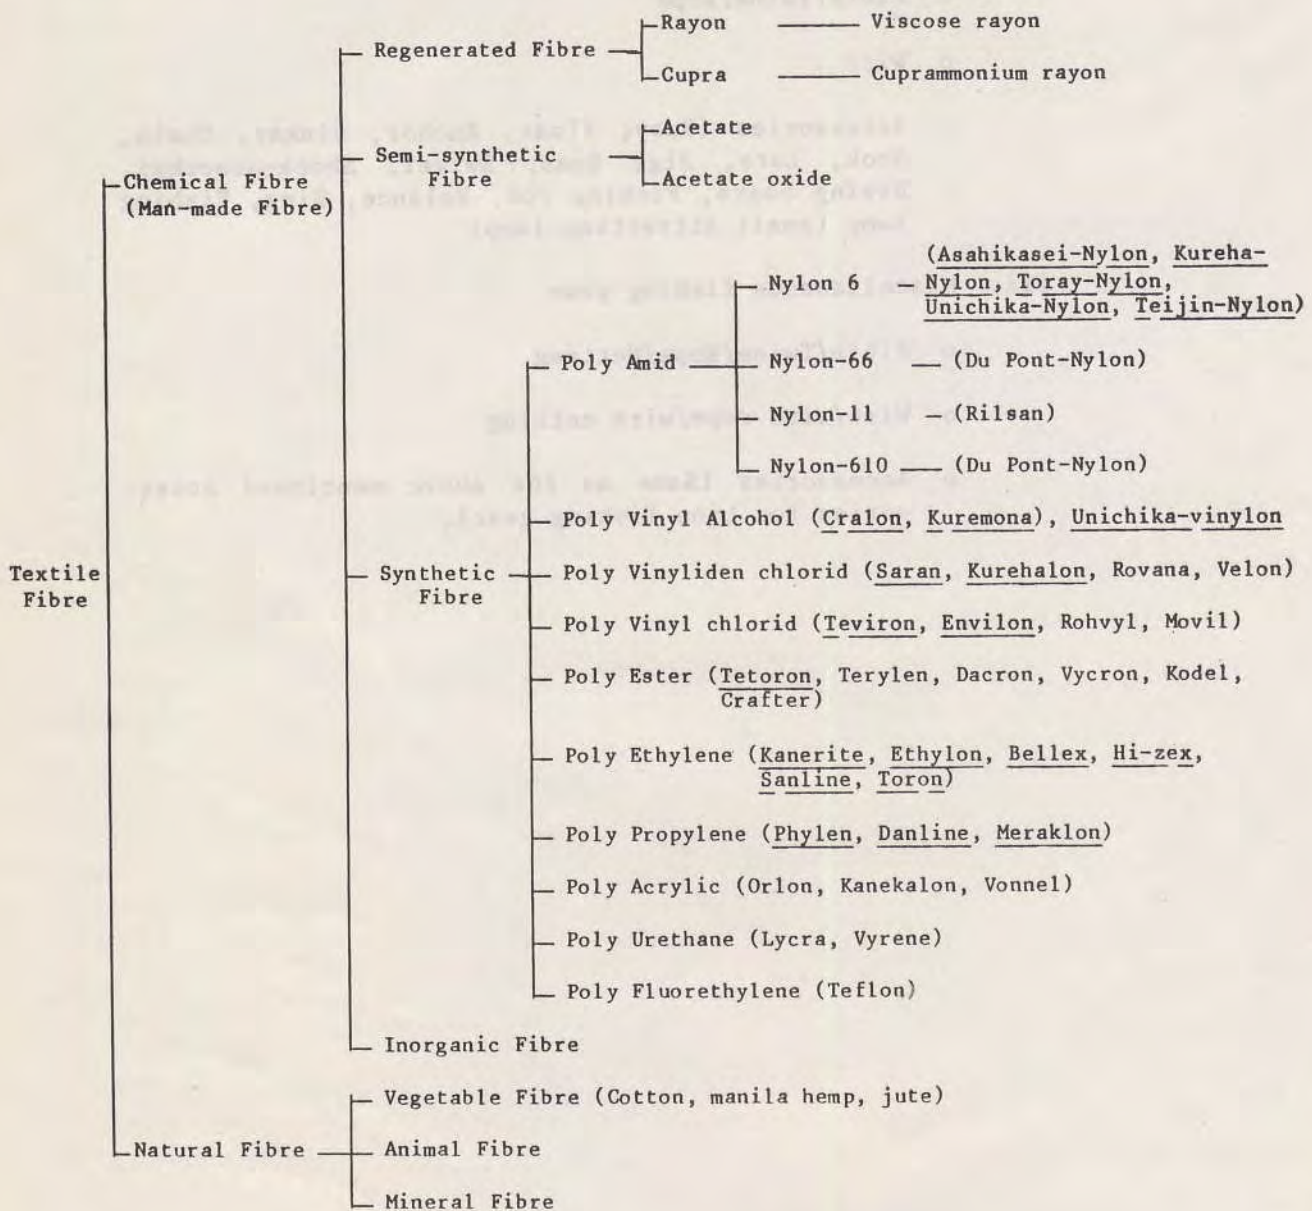 Rayon Viscose rayon
Regenerated Fibre
Cupra Cuprammonium rayon
Acetate
Semi-synthetic
Fibre
Acetate oxide
Chemical Fibre
(Man-made Fibre)
(Asahikasei-Nylon, Kureha-
Nylon 6 Nylon, Toray-Nylon,
Unichika-Nylon, Teijin-Nylon)
Poly Amid Nylon-66 (Du Pont-Nylon)
Nylon-11 (Rilsan)
Nylon-610 (Du Pont-Nylon)
Poly Vinyl Alcohol (Cralon, Kuremona), Unichika-vinylon
Textile
Fibre
Synthetic
Fibre
Poly Vinyliden chlorid (Saran, Kurehalon, Rovana, Velon)
Poly Vinyl chlorid (Teviron, Envilon, Rohvyl, Movil)
Poly Ester (Tetoron, Terylen, Dacron, Vycron, Kodel,
Crafter)
Poly Ethylene (Kanerite, Ethylon, Bellex, Hi-zex,
Sanline, Toron)
Poly Propylene (Phylen, Danline, Meraklon)
Poly Acrylic (Orlon, Kanekalon, Vonnel)
Poly Urethane (Lycra, Vyrene)
Poly Fluorethylene (Teflon)
Inorganic Fibre
Vegetable Fibre (Cotton, manila hemp, jute)
Natural Fibre Animal Fibre
Mineral Fibre